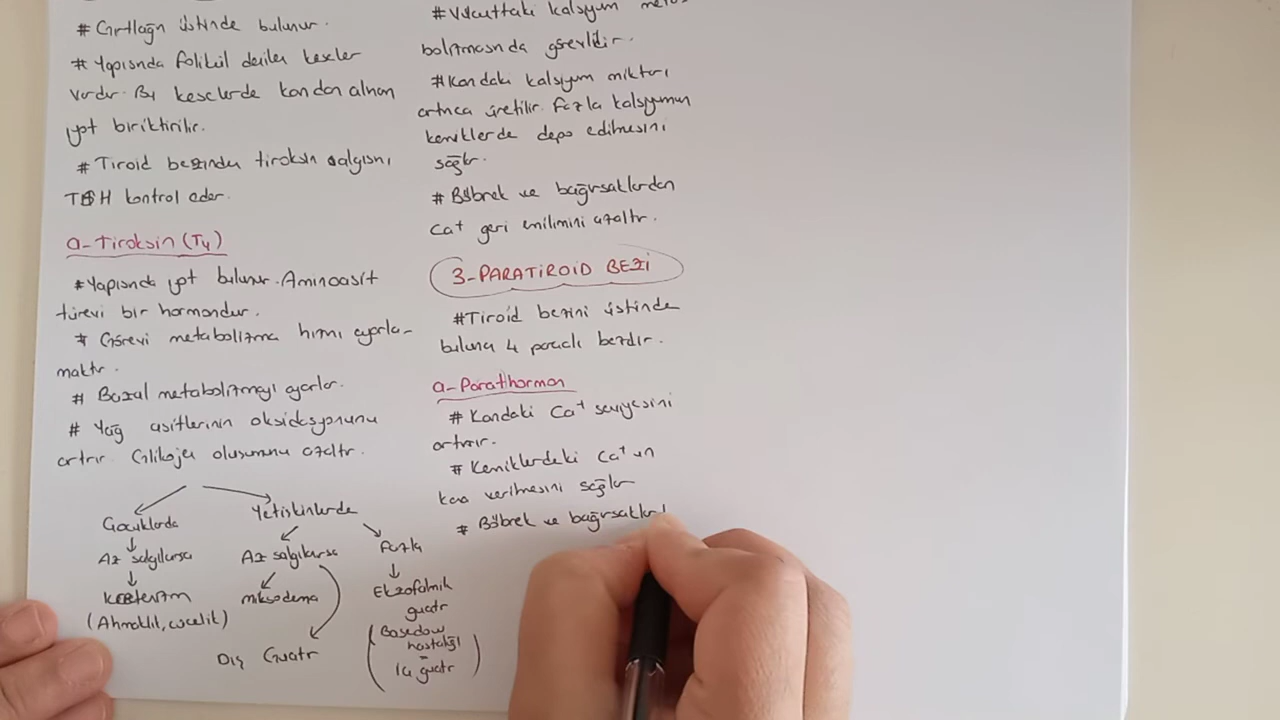 # Gırtlağın üstünde bulunur.
# Yapısında folikül denilen keseler
vardır. Bu keselerde kandan alınan
iyot biriktirilir.
# Tiroid bezinden tiroksin salgısını
TSH kontrol eder.
a-Tiroksin (T4)
# Yapısında iyot bulunur. Aminoasit
türevi bir hormondur.
# Görevi metabolizma hızını ayarla-
maktır.
# Bazal metabolizmayı ayarlar.
# Yağ asitlerinin oksidasyonunu
artırır. Glikojen oluşumunu azaltır.
Çocuklarda
Az salgılanırsa
(Ahmaklık, cücelik)
Yetişkinlerde
Az salgılanırsa
miksodema
Dış Guatr
Fazla
Ekzoftalmik
guatr
(Basedow
hastalığı
=
İç guatr)
# Vücuttaki kalsiyum meta
bolizmasında görevlidir.
# Kandaki kalsiyum miktarı
artınca üretilir. Fazla kalsiyumun
kemiklerde depo edilmesini
sağlar.
# Böbrek ve bağırsaklardan
Ca+ geri emilimini azaltır.
3-PARATİROİD BEZİ
# Tiroid bezini üstünde
bulunan 4 parçalı bezdir.
a-Parathormon
# Kandaki Ca+ seviyesini
artırır.
# Kemiklerdeki Ca+ un
kana verilmesini sağlar
# Böbrek ve bağırsaklard